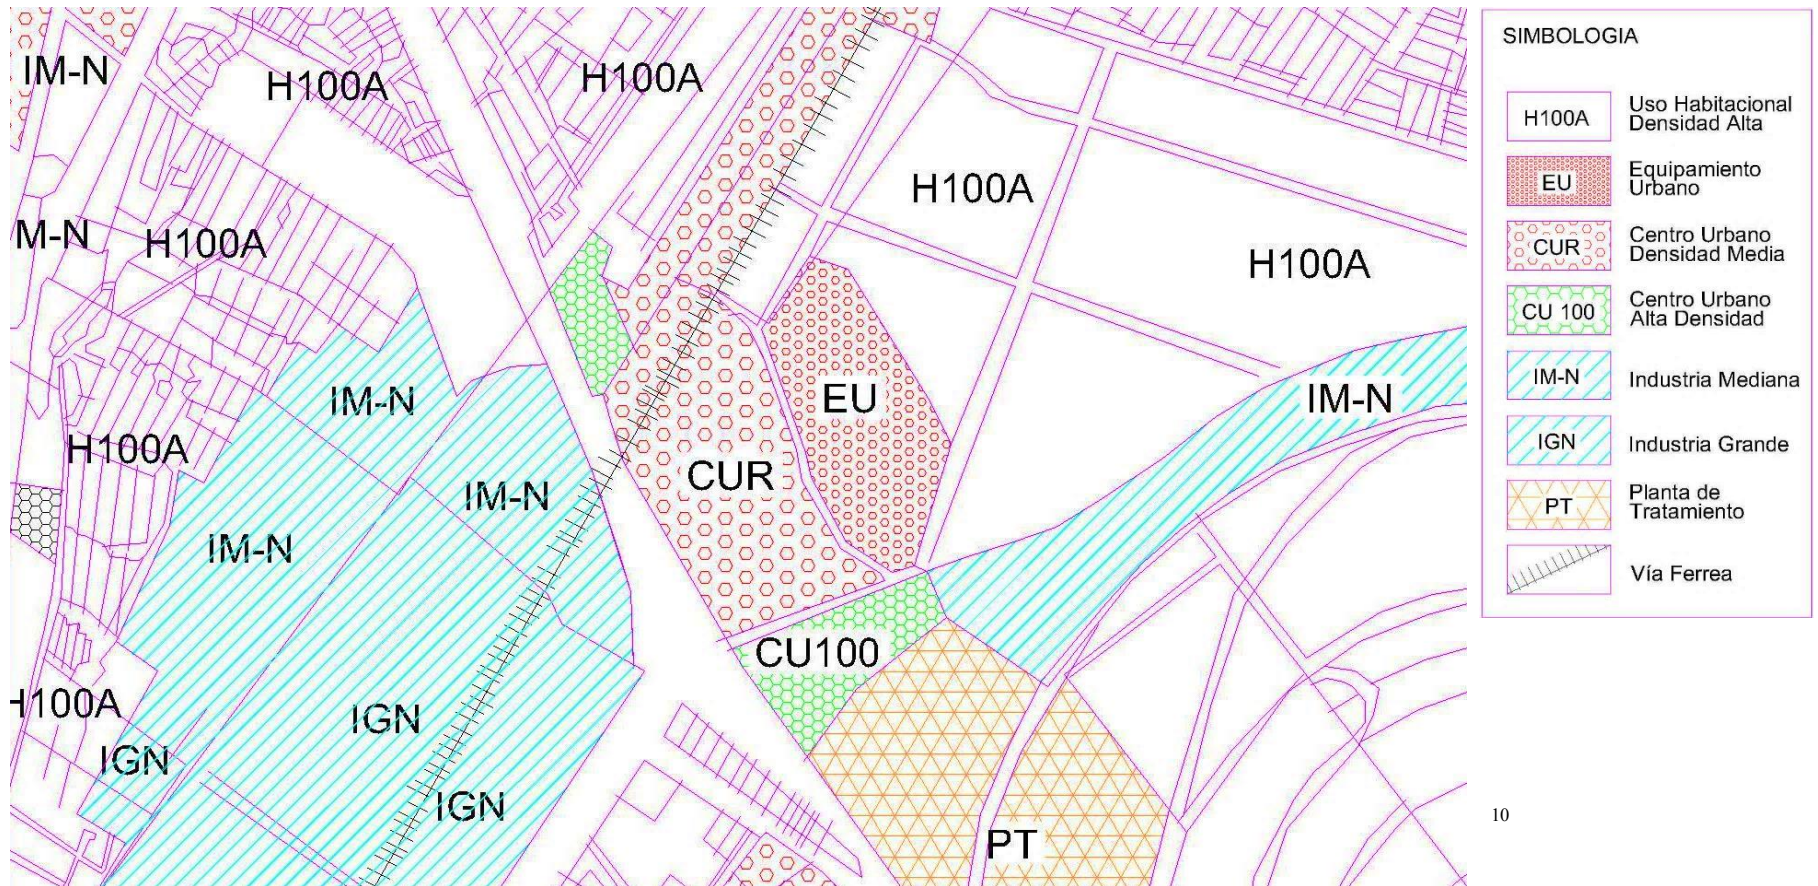 IM-N
H100A
H100A
M-N
H100A
H100A
H100A
IM-N
EU
IM-N
H100A
CUR
IM-N
IM-N
CU100
H100A
IGN
IGN
IGN
PT
SIMBOLOGIA
H100A
Uso Habitacional
Densidad Alta
EU
Equipamiento
Urbano
CUR
Centro Urbano
Densidad Media
CU 100
Centro Urbano
Alta Densidad
IM-N
Industria Mediana
IGN
Industria Grande
PT
Planta de
Tratamiento
Vía Ferrea
10